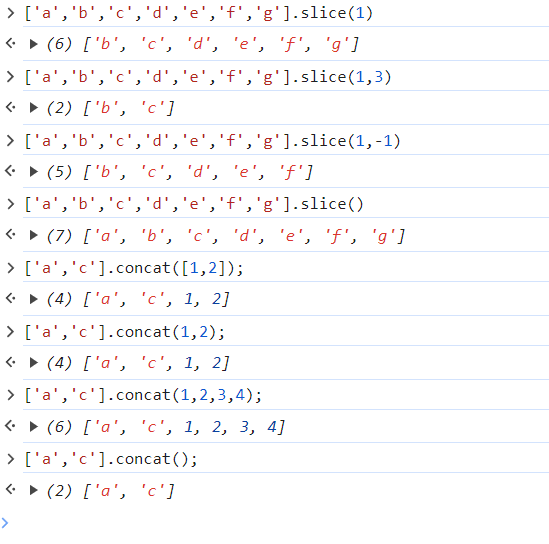 > ['a','b','c','d','e','f','g'].slice(1)
<· ▶ (6) ['b', 'c', 'd', 'e', 'f', 'g']
> ['a','b','c','d','e','f','g'].slice(1,3)
<· ▶ (2) ['b', 'c']
> ['a','b','c','d','e','f','g'].slice(1,-1)
<· ▶ (5) ['b', 'c', 'd', 'e', 'f']
> ['a','b','c','d','e','f','g'].slice()
<· ▶ (7) ['a', 'b', 'c', 'd', 'e', 'f', 'g']
> ['a','c'].concat([1,2]);
<· ▶ (4) ['a', 'c', 1, 2]
> ['a','c'].concat(1,2);
<· ▶ (4) ['a', 'c', 1, 2]
> ['a','c'].concat(1,2,3,4);
<· ▶ (6) ['a', 'c', 1, 2, 3, 4]
> ['a','c'].concat();
<· ▶ (2) ['a', 'c']
>